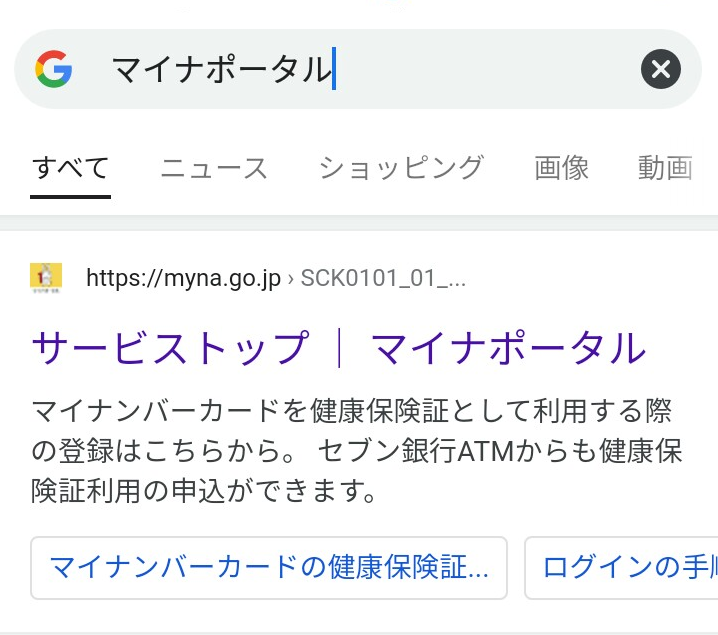 マイナポータル
すべて ニュース ショッピング 画像 動画
https://myna.go.jp › SCK0101_01_...
サービストップ ｜ マイナポータル
マイナンバーカードを健康保険証として利用する際
の登録はこちらから。 セブン銀行ATMからも健康保
険証利用の申込ができます。
マイナンバーカードの健康保険証... ログインの手